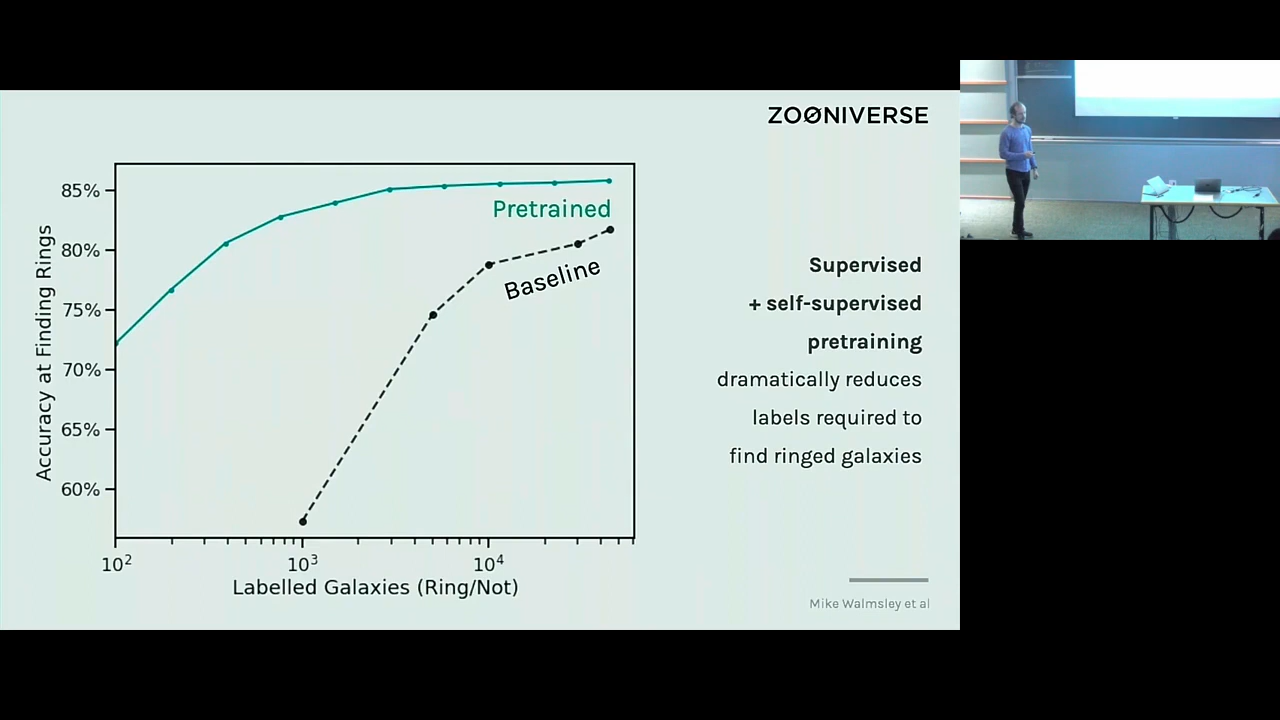 ZOØNIVERSE
85%
80%
75%
70%
65%
60%
Accuracy at Finding Rings
Pretrained
Baseline
10²
10³
10⁴
Labelled Galaxies (Ring/Not)
Supervised
+ self-supervised
pretraining
dramatically reduces
labels required to
find ringed galaxies
Mike Walmsley et al